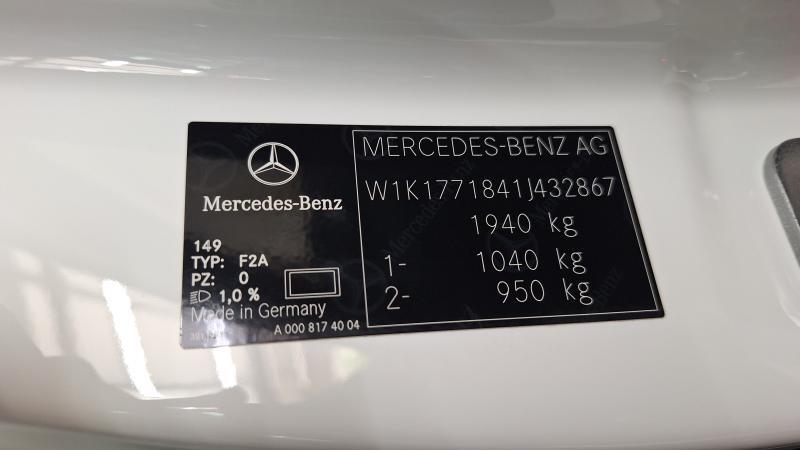 Mercedes-Benz
149
TYP: F2A
PZ: 0
1,0 %
Made in Germany
A 000 817 40 04
MERCEDES-BENZ AG
W1K1771841J432867
1940 kg
1- 1040 kg
2- 950 kg